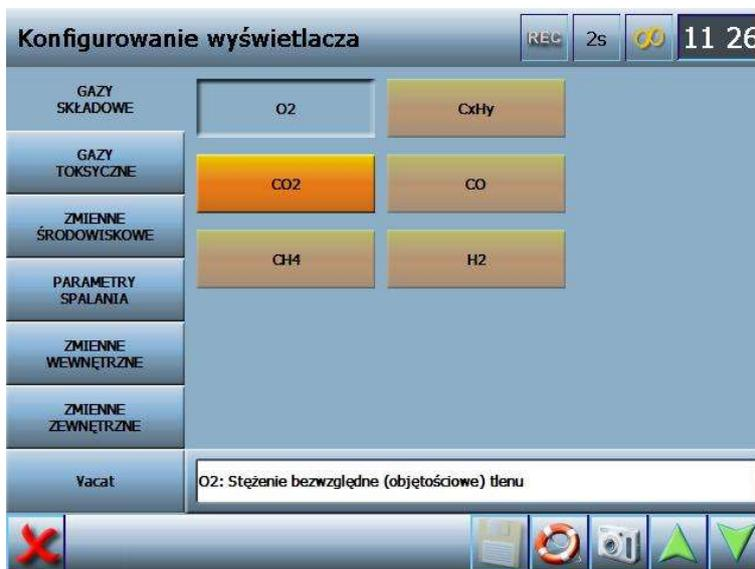 Konfigurowanie wyświetlacza
REC
2s
11 26
GAZY
SKŁADOWE
O2
CxHy
GAZY
TOKSYCZNE
CO2
CO
ZMIENNE
ŚRODOWISKOWE
CH4
H2
PARAMETRY
SPALANIA
ZMIENNE
WEWNĘTRZNE
ZMIENNE
ZEWNĘTRZNE
Vacat
O2: Stężenie bezwzględne (objętościowe) tlenu